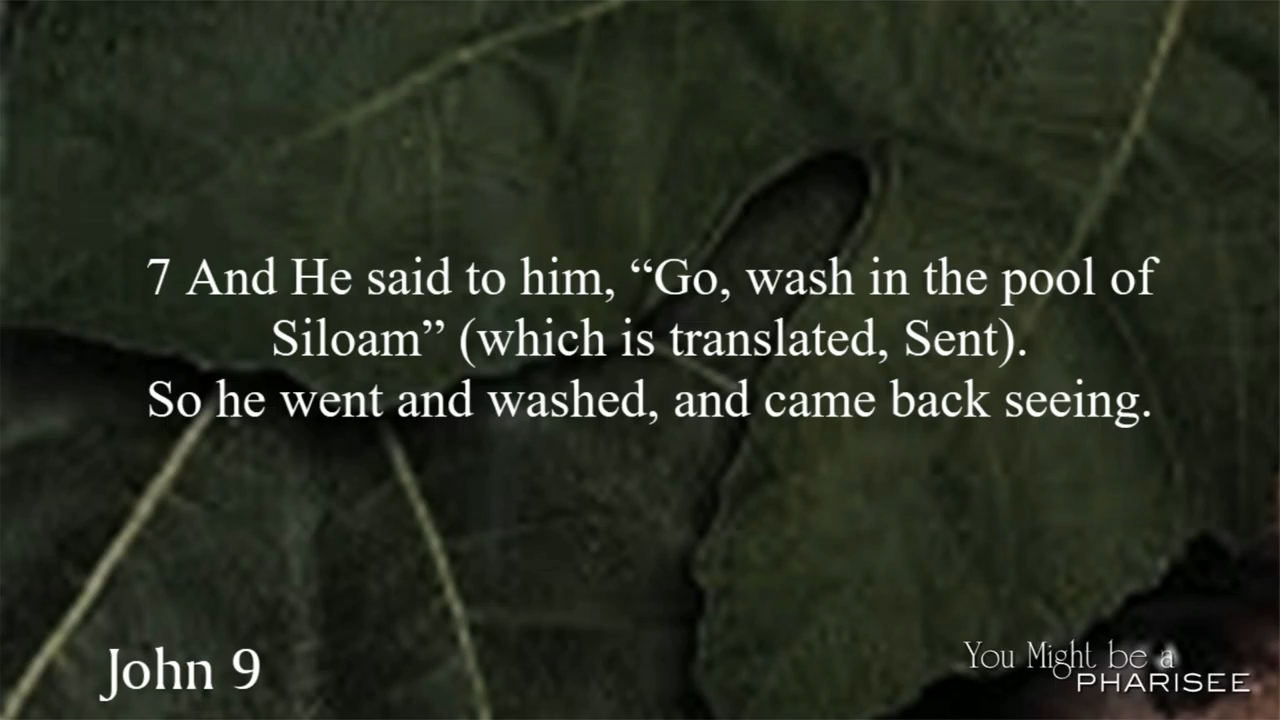 7 And He said to him, “Go, wash in the pool of
Siloam” (which is translated, Sent).
So he went and washed, and came back seeing.
John 9
You Might be a
PHARISEE